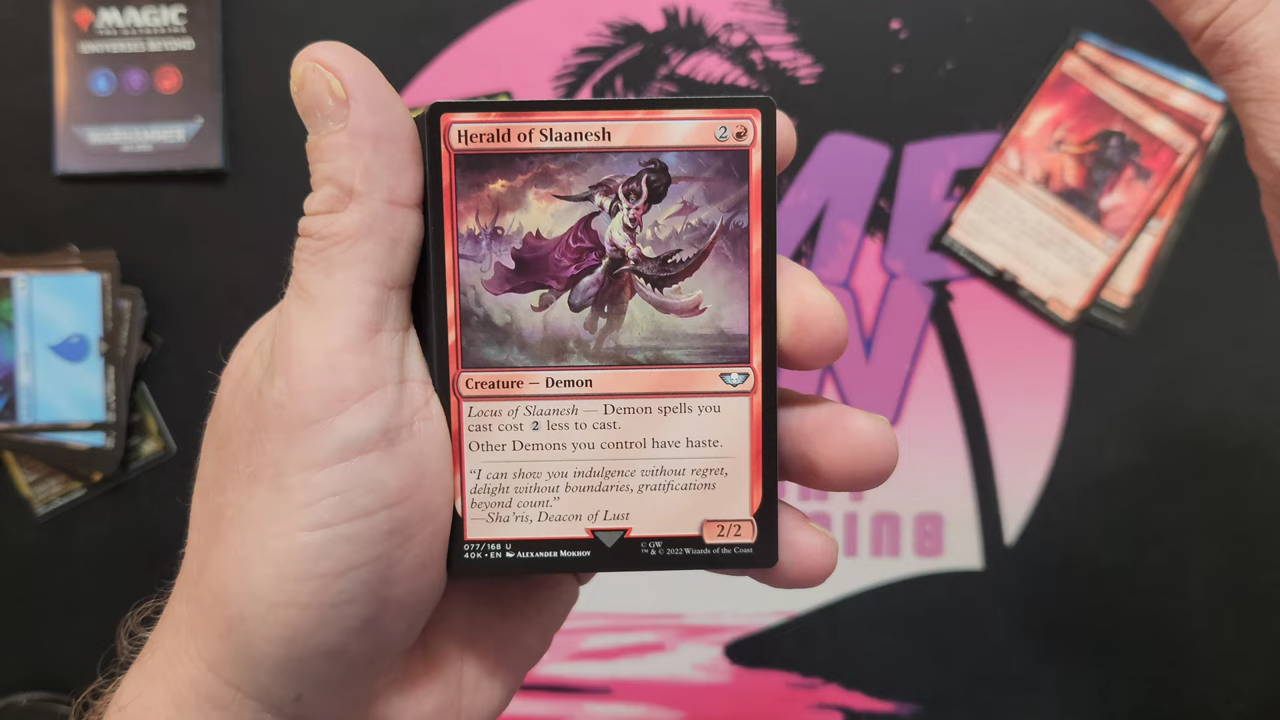 MAGIC
THE GATHERING
UNIVERSES BEYOND
WARHAMMER
Herald of Slaanesh
2
Creature — Demon
Locus of Slaanesh — Demon spells you
cast cost 2 less to cast.
Other Demons you control have haste.
“I can show you indulgence without regret,
delight without boundaries, gratifications
beyond count.”
—Sha'ris, Deacon of Lust
2/2
077/168 U
40K • EN Alexander Mokhov
© GW
™ & © 2022 Wizards of the Coast